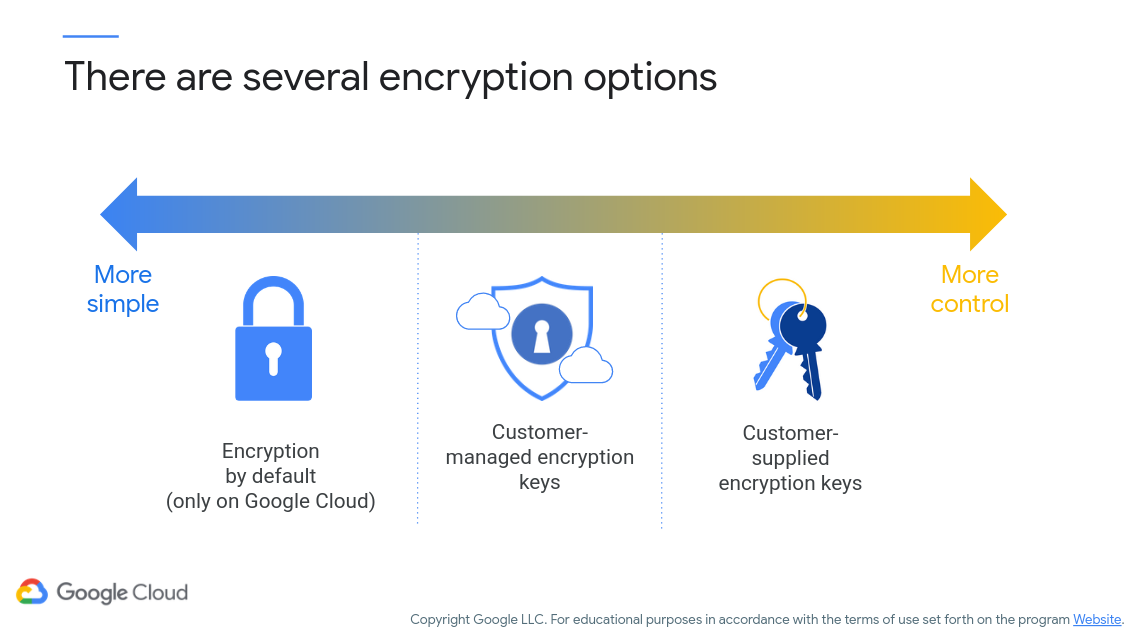 There are several encryption options
More
simple
More
control
Encryption
by default
(only on Google Cloud)
Customer-
managed encryption
keys
Customer-
supplied
encryption keys
Google Cloud
Copyright Google LLC. For educational purposes in accordance with the terms of use set forth on the program Website.